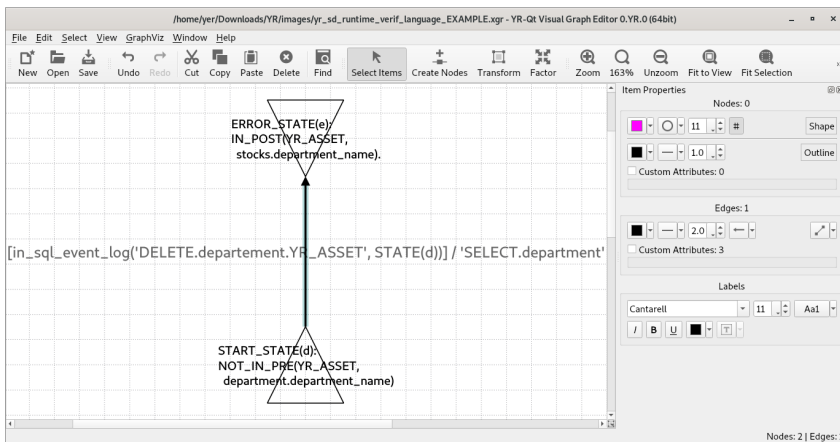 /home/yer/Downloads/YR/images/yr_sd_runtime_verif_language_EXAMPLE.xgr - YR-Qt Visual Graph Editor 0.YR.0 (64bit)
File Edit Select View GraphViz Window Help
New Open Save Undo Redo Cut Copy Paste Delete Find Select Items Create Nodes Transform Factor Zoom 163% Unzoom Fit to View Fit Selection
Item Properties
Nodes: 0
11 # Shape
1.0 Outline
Custom Attributes: 0
Edges: 1
2.0
Custom Attributes: 3
Labels
Cantarell 11 Aa1
I B U T
ERROR_STATE(e):
IN_POST(YR_ASSET,
stocks.department_name).
[in_sql_event_log('DELETE.departement.YR_ASSET', STATE(d))] / 'SELECT.department'
START_STATE(d):
NOT_IN_PRE(YR_ASSET,
department.department_name)
Nodes: 2 | Edges: